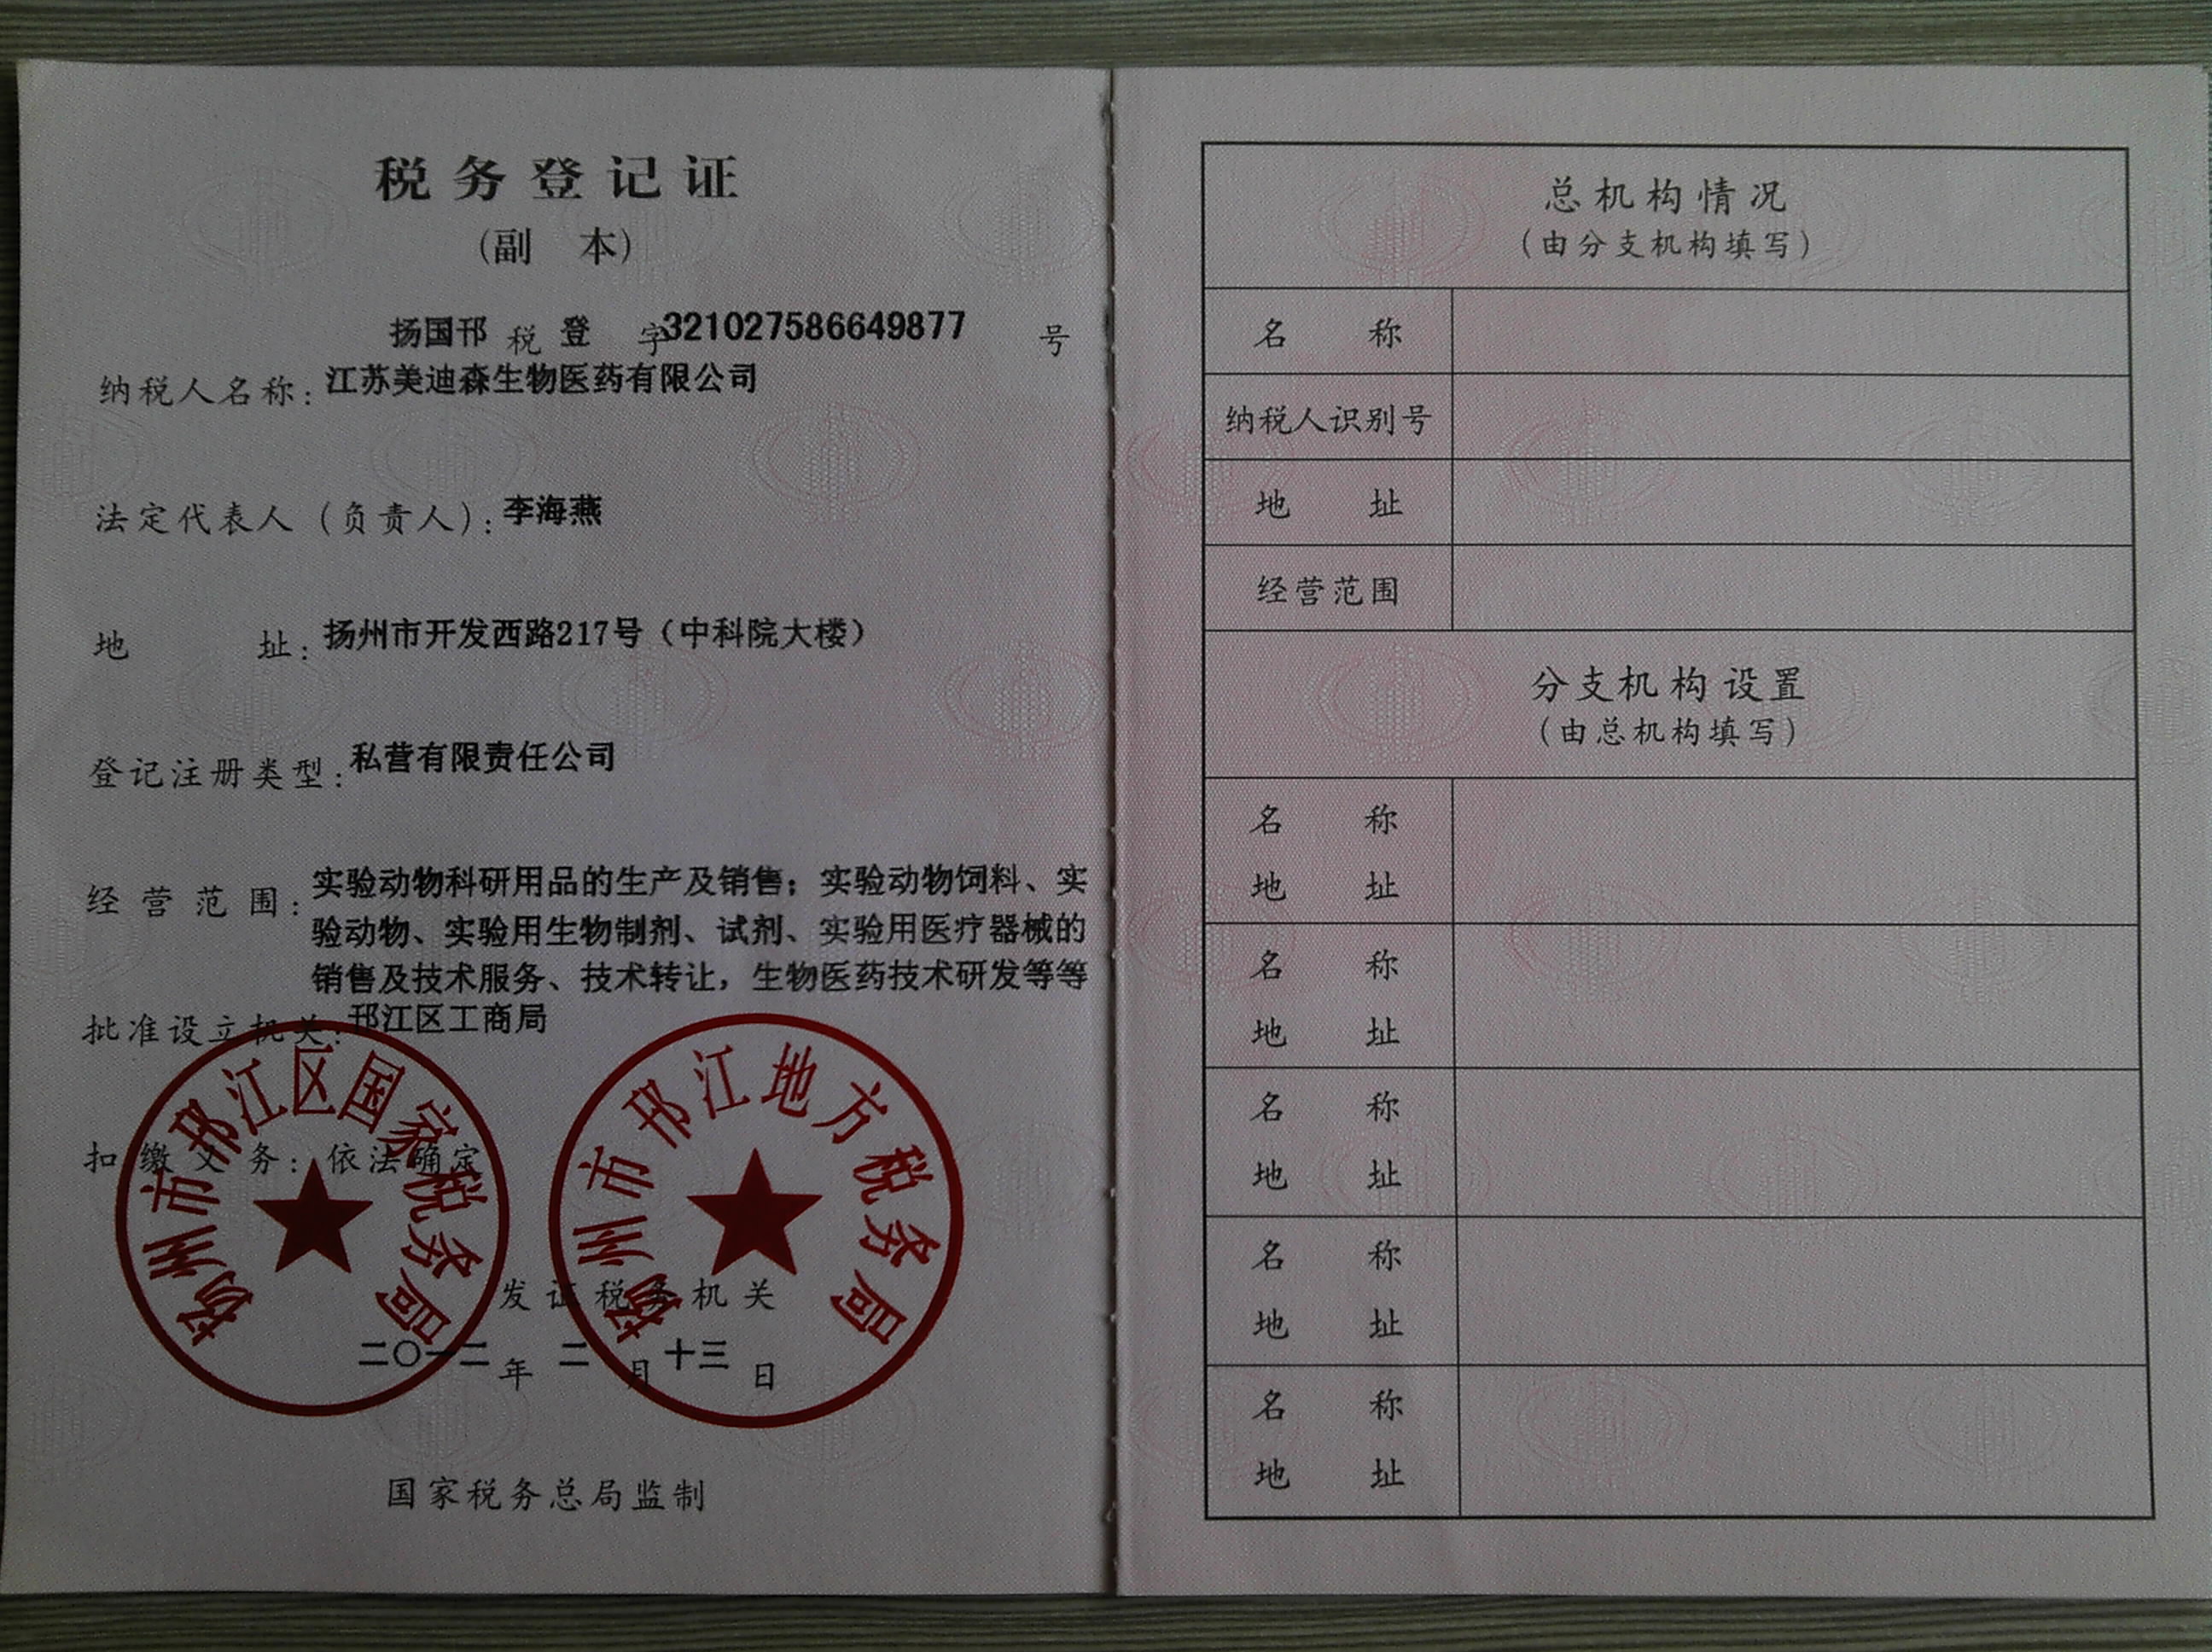 税务登记证
(副 本)
扬国邗 税 登 字321027586649877 号
纳税人名称：江苏美迪森生物医药有限公司
法定代表人（负责人）：李海燕
地 址：扬州市开发西路217号（中科院大楼）
登记注册类型：私营有限责任公司
经营范围：实验动物科研用品的生产及销售；实验动物饲料、实
验动物、实验用生物制剂、试剂、实验用医疗器械的
销售及技术服务、技术转让，生物医药技术研发等等
批准设立机关：邗江区工商局
扣缴义务：依法确定
扬州市邗江区国家税务局
扬州市邗江地方税务局
发证税务机关
二〇一二 年 二 月 十三 日
国家税务总局监制
总机构情况
（由分支机构填写）
名 称
纳税人识别号
地 址
经营范围
分支机构设置
（由总机构填写）
名 称
地 址
名 称
地 址
名 称
地 址
名 称
地 址
名 称
地 址